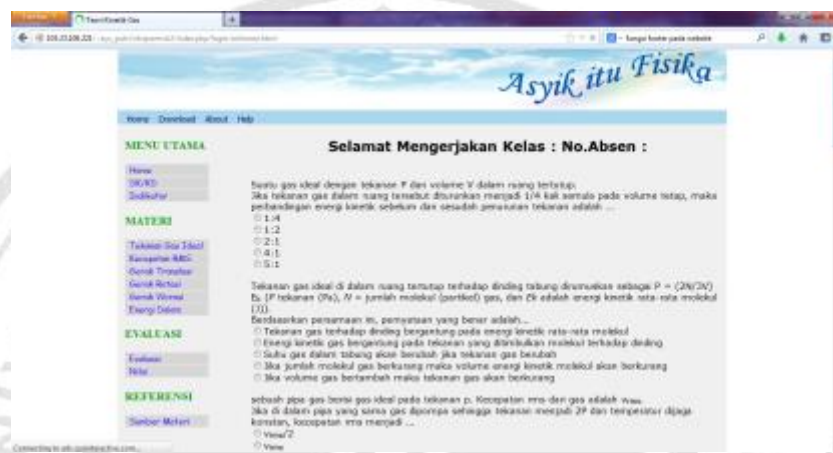 Teori Kinetik Gas
Asyik itu Fisika
Home Download About Help
MENU UTAMA
Home
SK/KD
Indikator
MATERI
Tekanan Gas Ideal
Kecepatan RMS
Gerak Translasi
Gerak Rotasi
Gerak Vibrasi
Energi Dalam
EVALUASI
Evaluasi
Nilai
REFERENSI
Sumber Materi
Selamat Mengerjakan Kelas : No.Absen :
Suatu gas ideal dengan tekanan P dan volume V dalam ruang tertutup.
Jika tekanan gas dalam ruang tersebut diturunkan menjadi 1/4 kali semula pada volume tetap, maka
perbandingan energi kinetik sebelum dan sesudah penurunan tekanan adalah ...
1:4
1:2
2:1
4:1
5:1
Tekanan gas ideal di dalam ruang tertutup terhadap dinding tabung dirumuskan sebagai P = (2N/3V)
Ek (P tekanan (Pa), N = jumlah molekul (partikel) gas, dan Ek adalah energi kinetik rata-rata molekul
(J)).
Berdasarkan persamaan ini, pernyataan yang benar adalah...
Tekanan gas terhadap dinding bergantung pada energi kinetik rata-rata molekul
Energi kinetik gas bergantung pada tekanan yang ditimbulkan molekul terhadap dinding
Suhu gas dalam tabung akan berubah jika tekanan gas berubah
Jika jumlah molekul gas berkurang maka volume energi kinetik molekul akan berkurang
Jika volume gas bertambah maka tekanan gas akan berkurang
sebuah pipa gas berisi gas ideal pada tekanan p. Kecepatan rms dari gas adalah vrms.
Jika di dalam pipa yang sama gas dipompa sehingga tekanan menjadi 2P dan temperatur dijaga
konstan, kecepatan rms menjadi ...
vrms/2
vrms